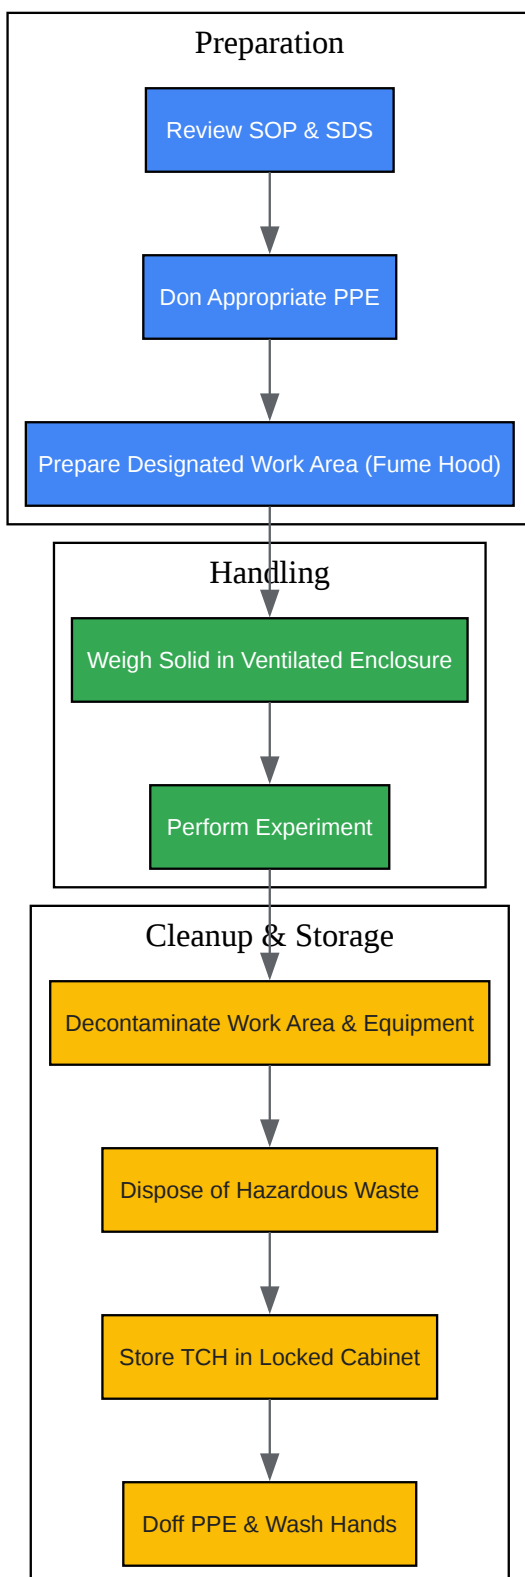 Preparation
Review SOP & SDS
Don Appropriate PPE
Prepare Designated Work Area (Fume Hood)
Handling
Weigh Solid in Ventilated Enclosure
Perform Experiment
Cleanup & Storage
Decontaminate Work Area & Equipment
Dispose of Hazardous Waste
Store TCH in Locked Cabinet
Doff PPE & Wash Hands